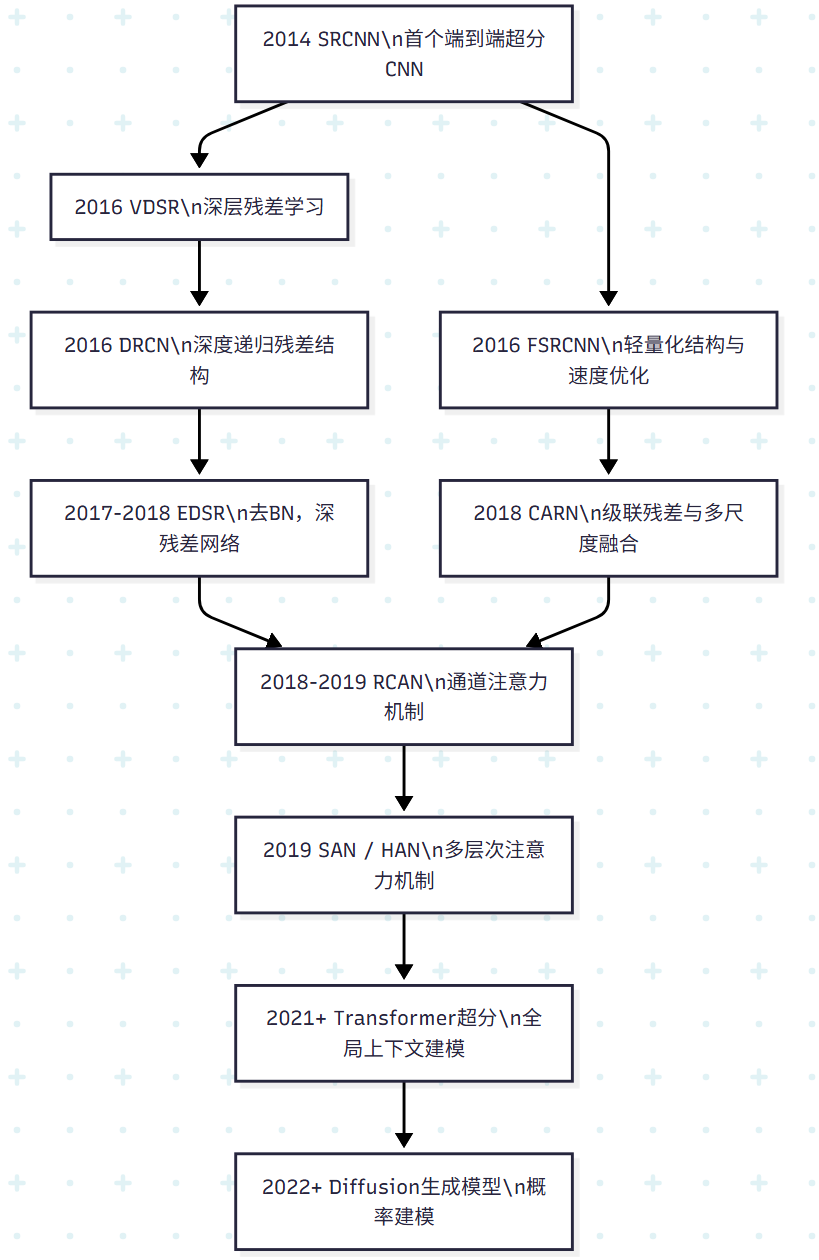 2014 SRCNN\n首个端到端超分
CNN
2016 VDSR\n深层残差学习
2016 DRCN\n深度递归残差结
构
2016 FSRCNN\n轻量化结构与
速度优化
2017-2018 EDSR\n去BN，深
残差网络
2018 CARN\n级联残差与多尺
度融合
2018-2019 RCAN\n通道注意力
机制
2019 SAN / HAN\n多层次注意
力机制
2021+ Transformer超分\n全
局上下文建模
2022+ Diffusion生成模型\n概
率建模